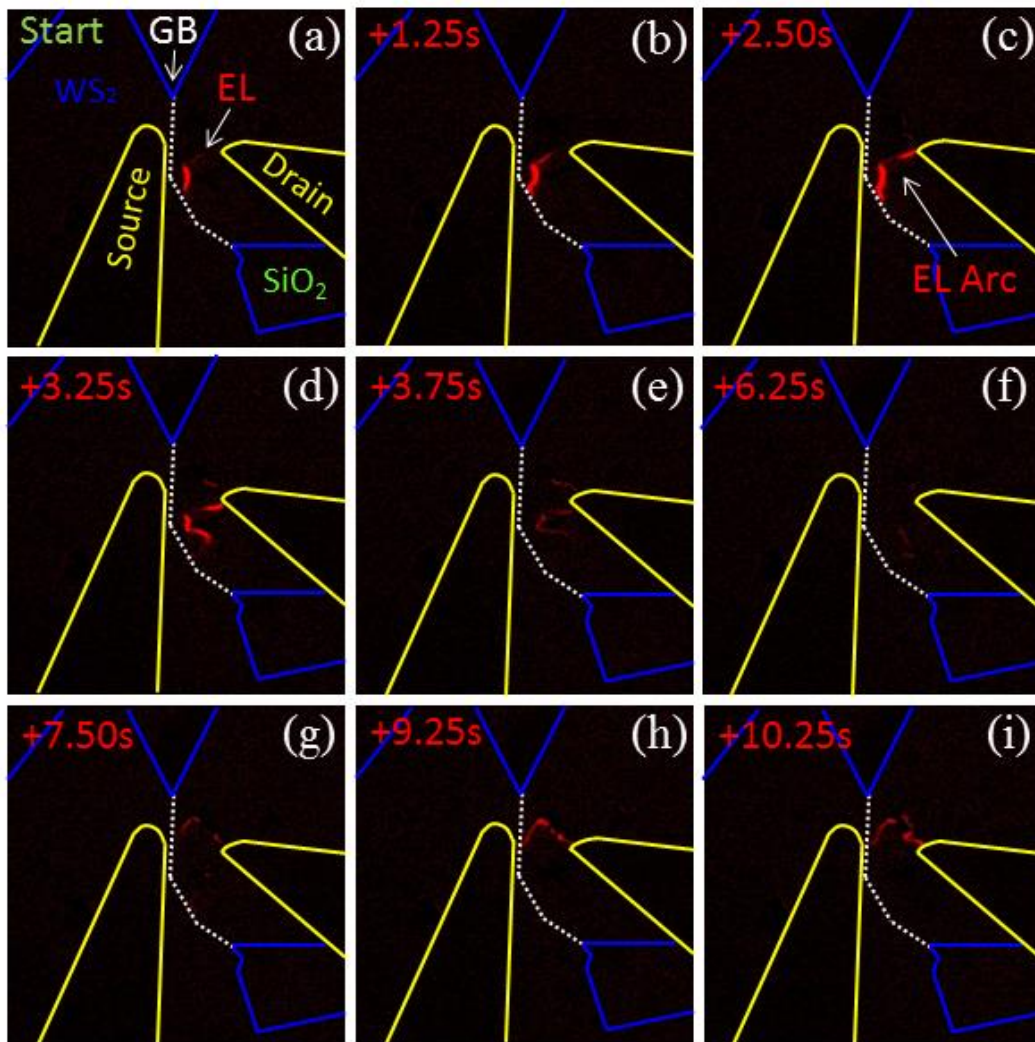 Start GB (a)
WS₂ EL
Source Drain
SiO₂
+1.25s (b)
+2.50s (c)
EL Arc
+3.25s (d)
+3.75s (e)
+6.25s (f)
+7.50s (g)
+9.25s (h)
+10.25s (i)